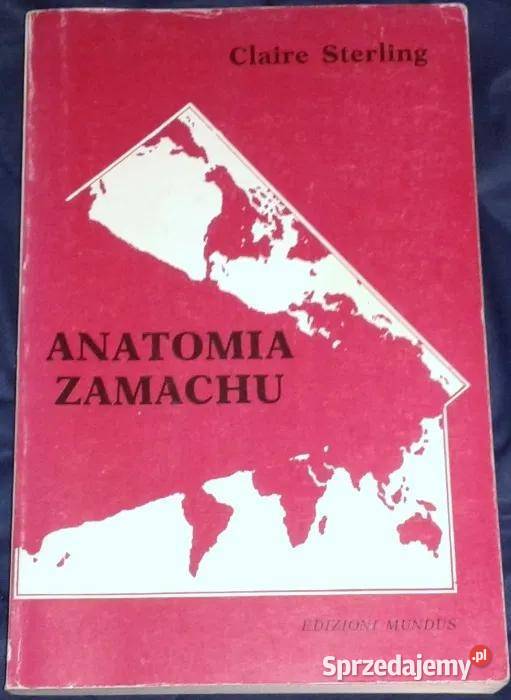 Claire Sterling
ANATOMIA
ZAMACHU
EDIZIONI MUNDUS
Sprzedajemy.pl